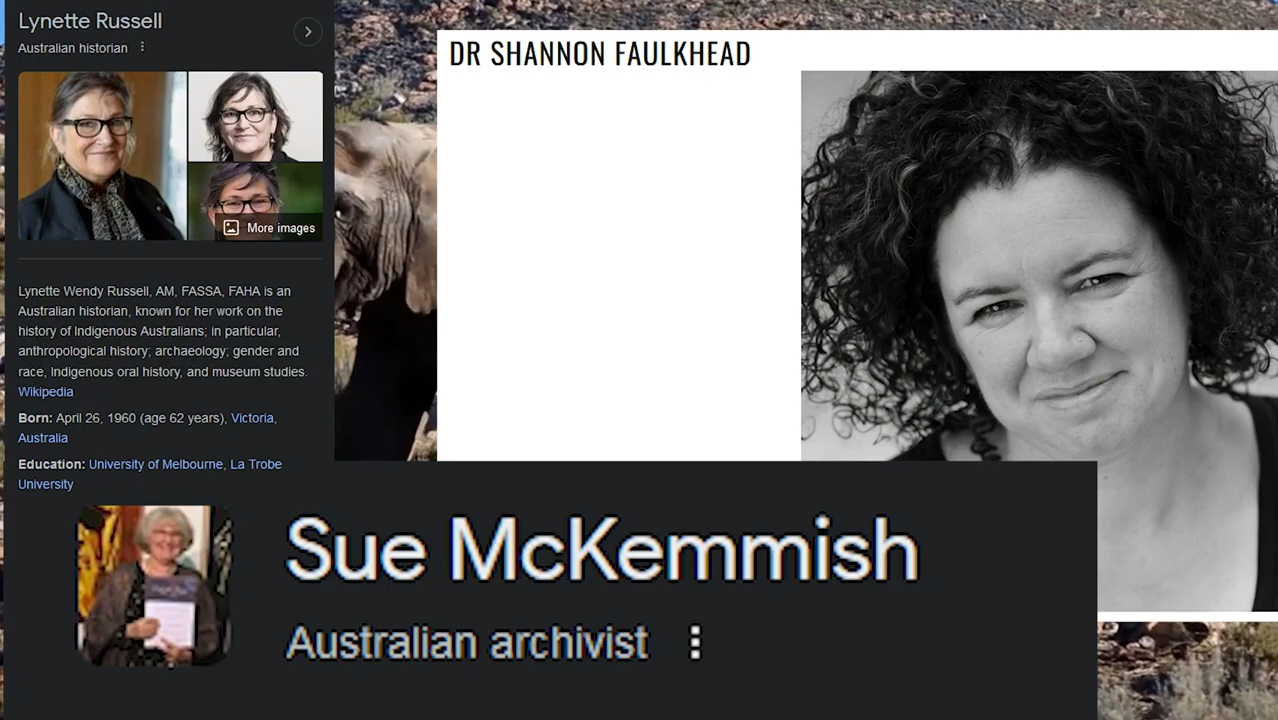 Lynette Russell
Australian historian
More images
Lynette Wendy Russell, AM, FASSA, FAHA is an
Australian historian, known for her work on the
history of Indigenous Australians; in particular,
anthropological history; archaeology; gender and
race, Indigenous oral history, and museum studies.
Wikipedia
Born: April 26, 1960 (age 62 years), Victoria,
Australia
Education: University of Melbourne, La Trobe
University
DR SHANNON FAULKHEAD
Sue McKemmish
Australian archivist